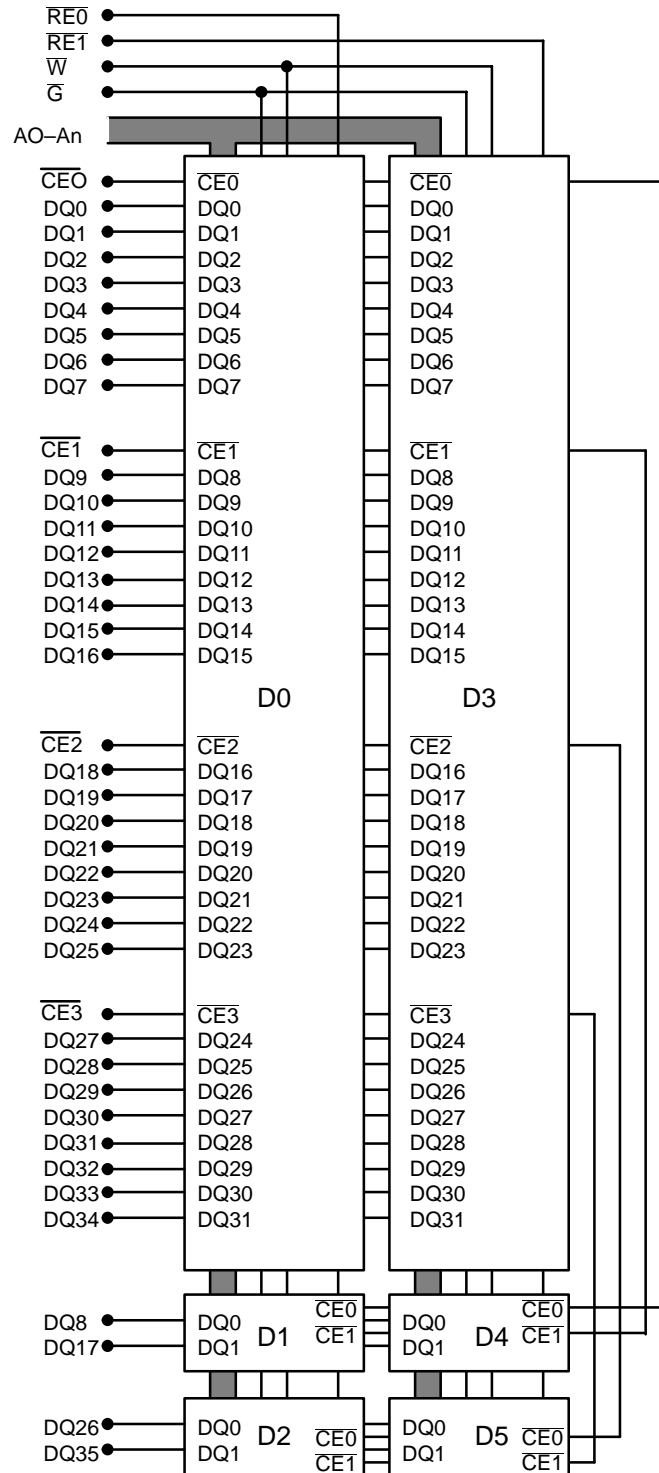 RE0
RE1
W
G
AO–An
CEO CE0 CE0
DQ0 DQ0 DQ0
DQ1 DQ1 DQ1
DQ2 DQ2 DQ2
DQ3 DQ3 DQ3
DQ4 DQ4 DQ4
DQ5 DQ5 DQ5
DQ6 DQ6 DQ6
DQ7 DQ7 DQ7
CE1 CE1 CE1
DQ9 DQ8 DQ8
DQ10 DQ9 DQ9
DQ11 DQ10 DQ10
DQ12 DQ11 DQ11
DQ13 DQ12 DQ12
DQ14 DQ13 DQ13
DQ15 DQ14 DQ14
DQ16 DQ15 DQ15
D0 D3
CE2 CE2 CE2
DQ18 DQ16 DQ16
DQ19 DQ17 DQ17
DQ20 DQ18 DQ18
DQ21 DQ19 DQ19
DQ22 DQ20 DQ20
DQ23 DQ21 DQ21
DQ24 DQ22 DQ22
DQ25 DQ23 DQ23
CE3 CE3 CE3
DQ27 DQ24 DQ24
DQ28 DQ25 DQ25
DQ29 DQ26 DQ26
DQ30 DQ27 DQ27
DQ31 DQ28 DQ28
DQ32 DQ29 DQ29
DQ33 DQ30 DQ30
DQ34 DQ31 DQ31
CE0 CE0
DQ8 DQ0 D1 CE1 DQ0 D4 CE1
DQ17 DQ1 DQ1
DQ26 DQ0 D2 CE0 DQ0 D5 CE0
DQ35 DQ1 CE1 DQ1 CE1